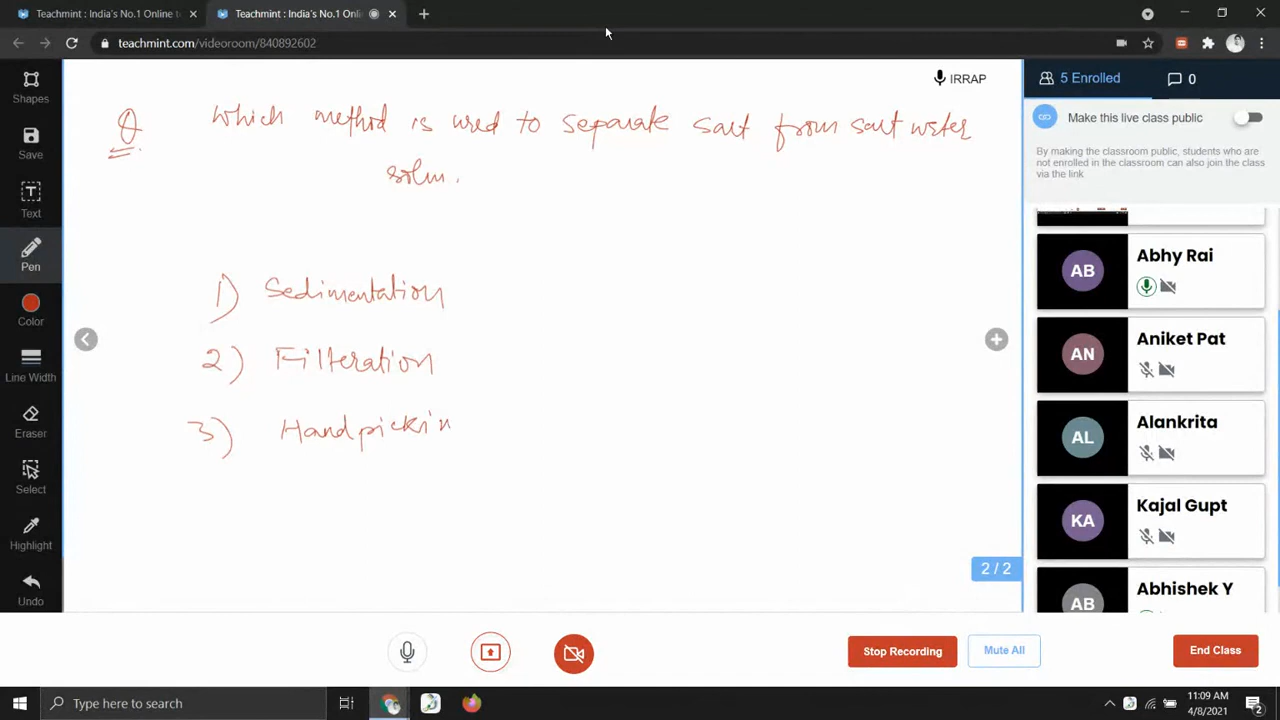 Teachmint : India's No.1 Online t
Teachmint : India's No.1 Onli
teachmint.com/videoroom/840892602
Shapes
Save
Text
Pen
Color
Line Width
Eraser
Select
Highlight
Undo
IRRAP
Q Which method is used to separate salt from salt water
soln.
1) Sedimentation
2) Filteration
3) Handpickin
2 / 2
5 Enrolled
0
Make this live class public
By making the classroom public, students who are
not enrolled in the classroom can also join the class
via the link
AB Abhy Rai
AN Aniket Pat
AL Alankrita
KA Kajal Gupt
AB Abhishek Y
Stop Recording
Mute All
End Class
Type here to search
11:09 AM
4/8/2021
2